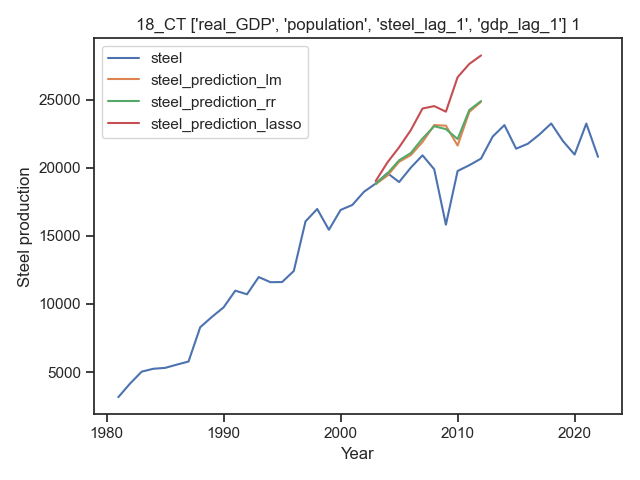 18_CT ['real_GDP', 'population', 'steel_lag_1', 'gdp_lag_1'] 1
steel
steel_prediction_lm
steel_prediction_rr
steel_prediction_lasso
Steel production
25000
20000
15000
10000
5000
1980
1990
2000
2010
2020
Year